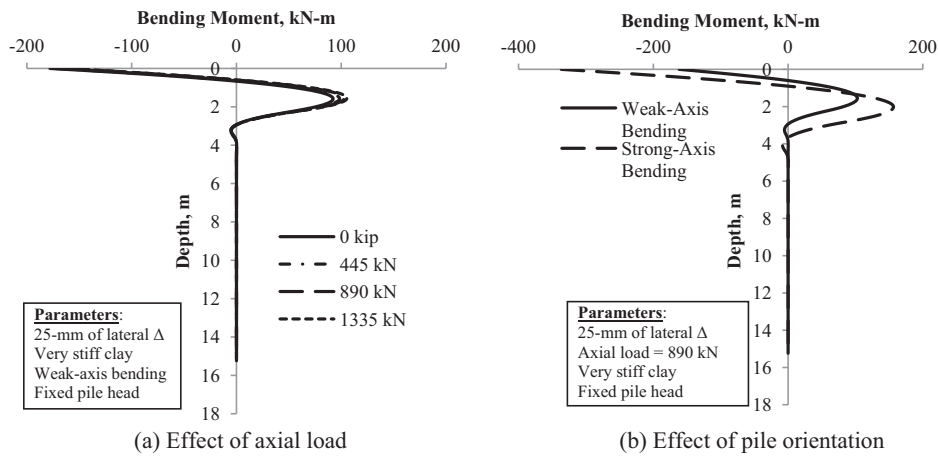 Bending Moment, kN-m
-200 -100 0 100 200
0
2
4
6
8
10
12
14
16
18
Depth, m
0 kip
445 kN
890 kN
1335 kN
Parameters:
25-mm of lateral Δ
Very stiff clay
Weak-axis bending
Fixed pile head
(a) Effect of axial load
Bending Moment, kN-m
-400 -200 0 200
0
2
4
6
8
10
12
14
16
18
Depth, m
Weak-Axis
Bending
Strong-Axis
Bending
Parameters:
25-mm of lateral Δ
Axial load = 890 kN
Very stiff clay
Fixed pile head
(b) Effect of pile orientation